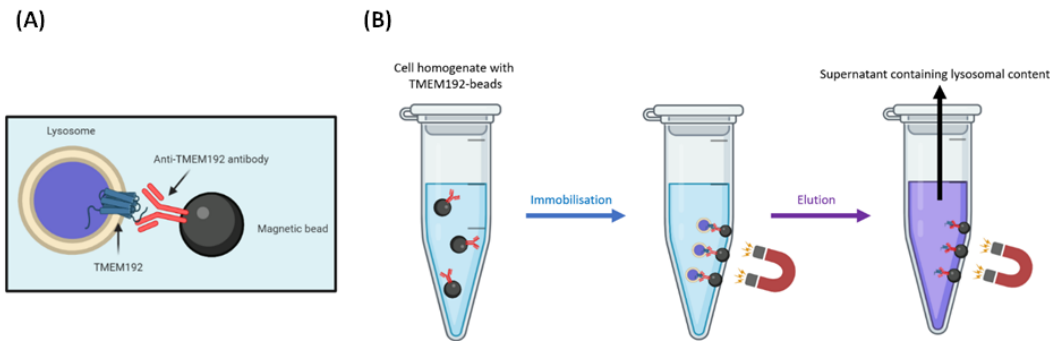 (A)
Lysosome
Anti-TMEM192 antibody
Magnetic bead
TMEM192
(B)
Cell homogenate with
TMEM192-beads
Immobilisation
Elution
Supernatant containing lysosomal content